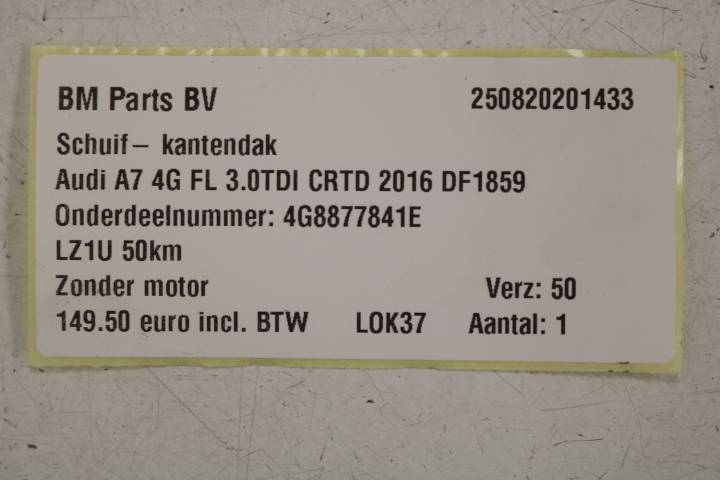 BM Parts BV 250820201433
Schuif- kantendak
Audi A7 4G FL 3.0TDI CRTD 2016 DF1859
Onderdeelnummer: 4G8877841E
LZ1U 50km
Zonder motor Verz: 50
149.50 euro incl. BTW LOK37 Aantal: 1